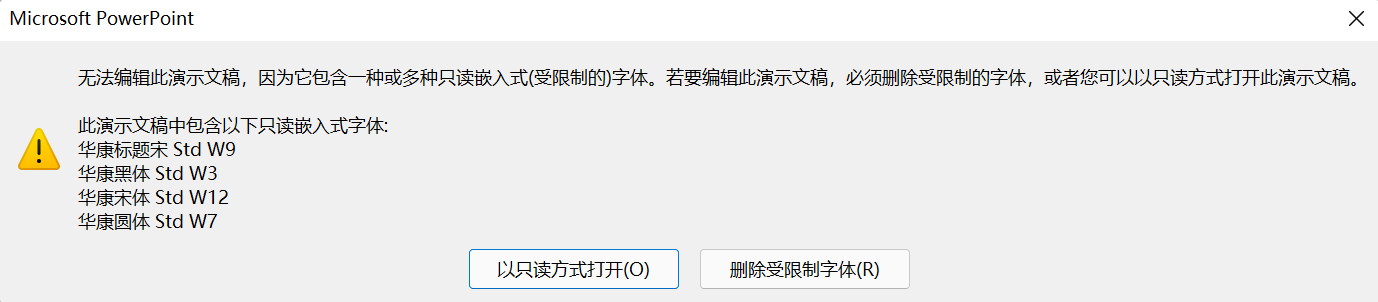 Microsoft PowerPoint
无法编辑此演示文稿，因为它包含一种或多种只读嵌入式(受限制的)字体。若要编辑此演示文稿，必须删除受限制的字体，或者您可以以只读方式打开此演示文稿。
此演示文稿中包含以下只读嵌入式字体:
华康标题宋 Std W9
华康黑体 Std W3
华康宋体 Std W12
华康圆体 Std W7
以只读方式打开(O)
删除受限制字体(R)